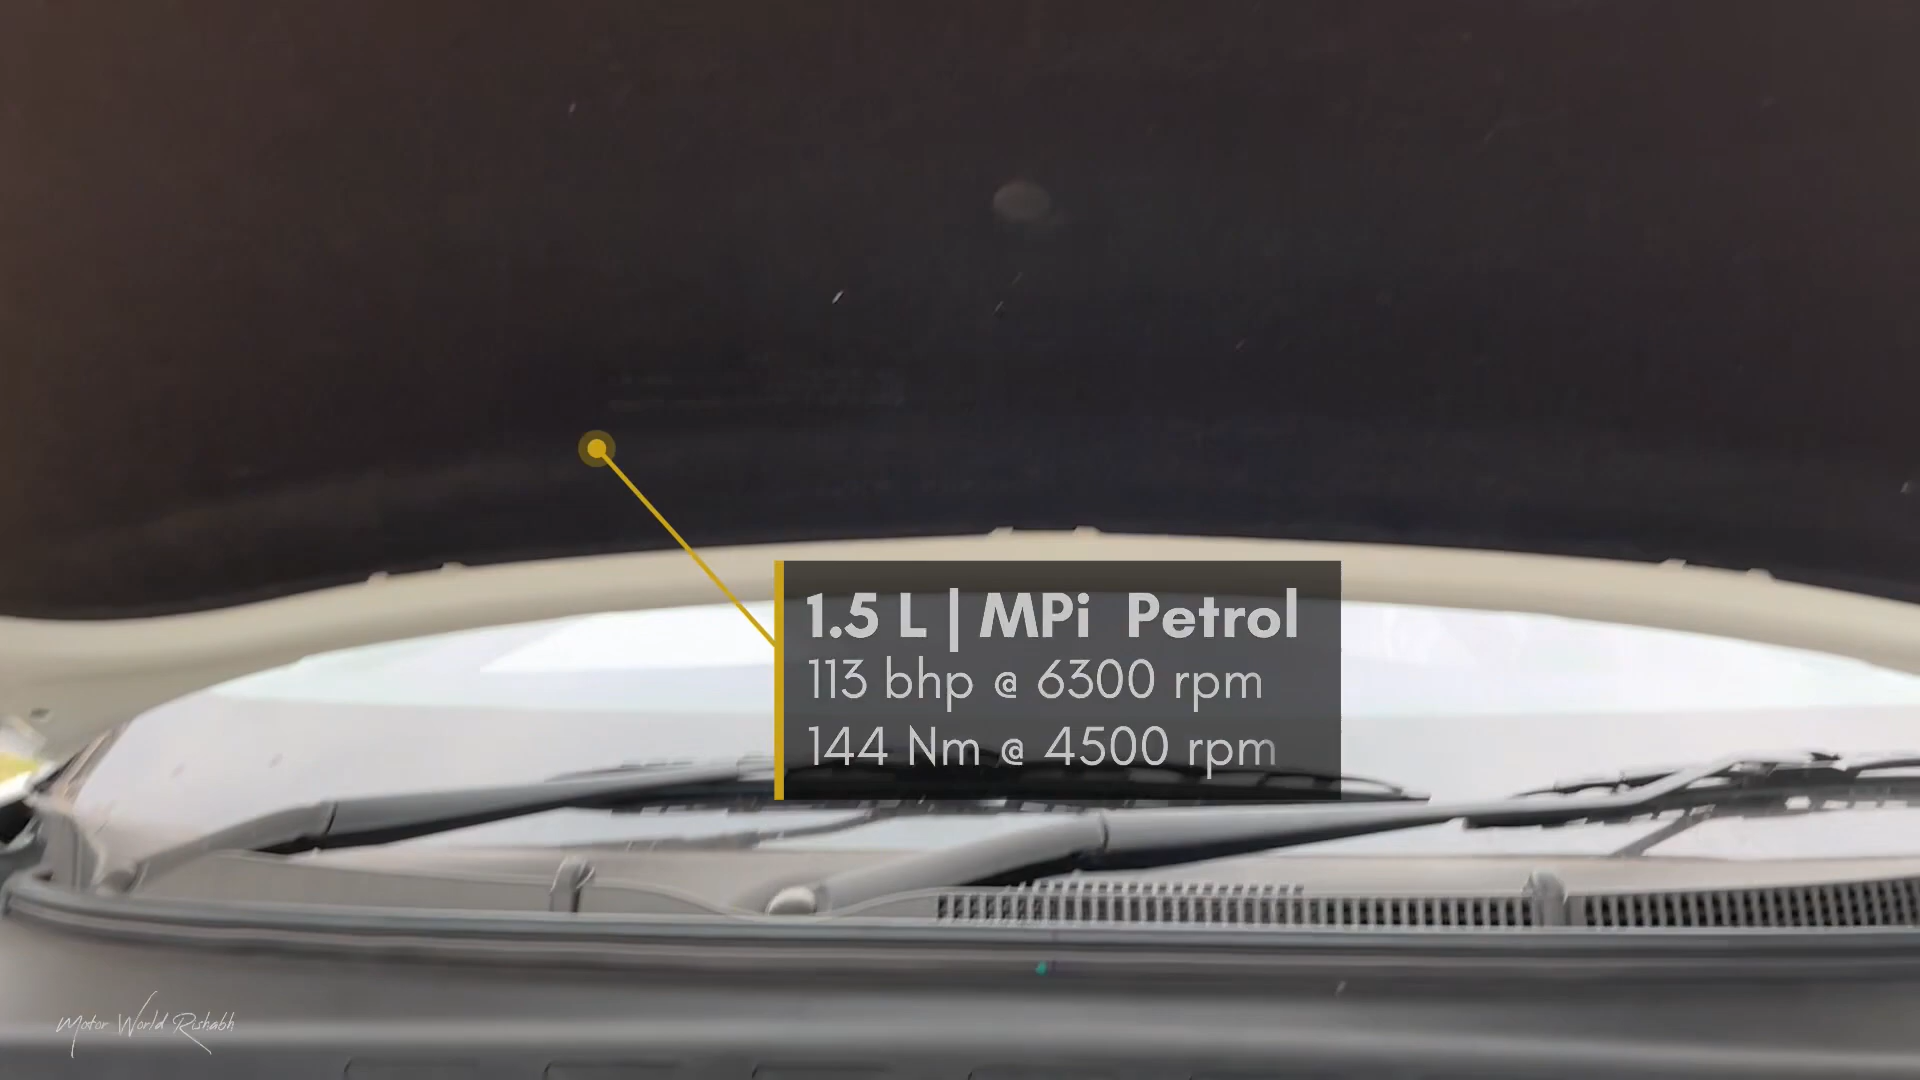 1.5 L | MPi Petrol
113 bhp @ 6300 rpm
144 Nm @ 4500 rpm
Motor World Rishabh